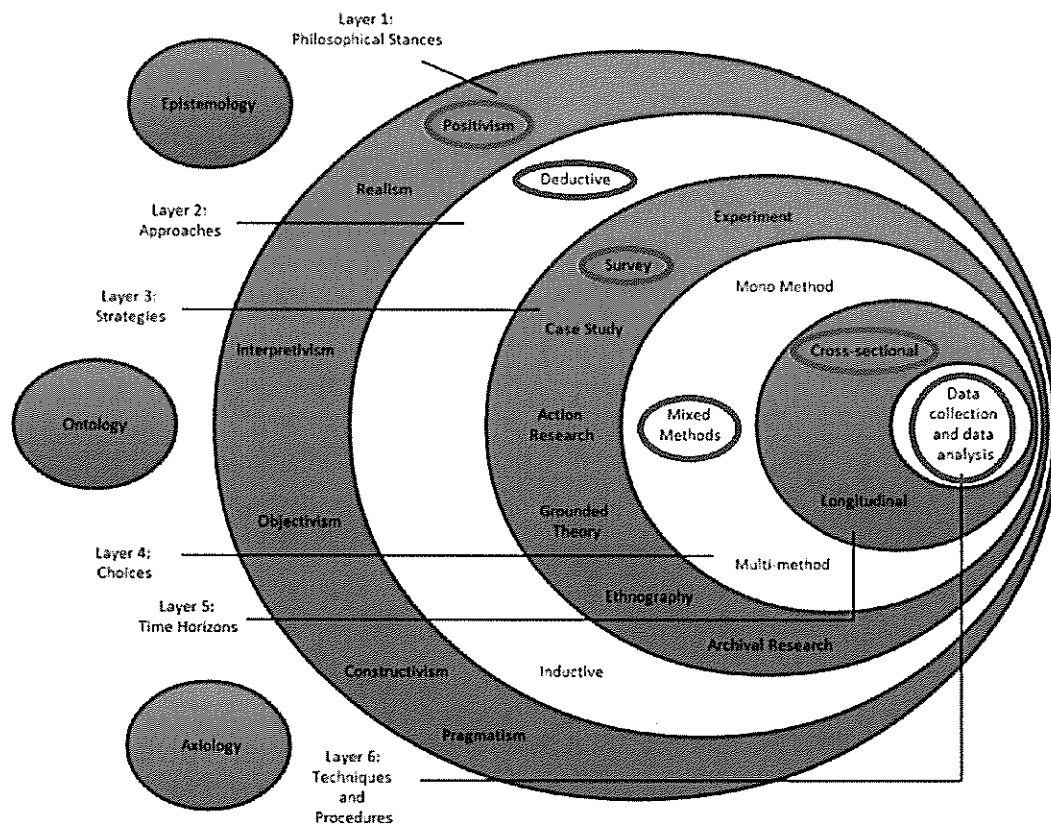 Layer 1:
Philosophical Stances
Epistemology
Positivism
Deductive
Realism
Layer 2:
Approaches
Experiment
Survey
Mono Method
Layer 3:
Strategies
Case Study
Interpretivism
Cross-sectional
Ontology
Action
Research
Mixed
Methods
Data
collection
and data
analysis
Longitudinal
Objectivism
Grounded
Theory
Layer 4:
Choices
Multi-method
Ethnography
Layer 5:
Time Horizons
Archival Research
Constructivism
Inductive
Axiology
Pragmatism
Layer 6:
Techniques
and
Procedures